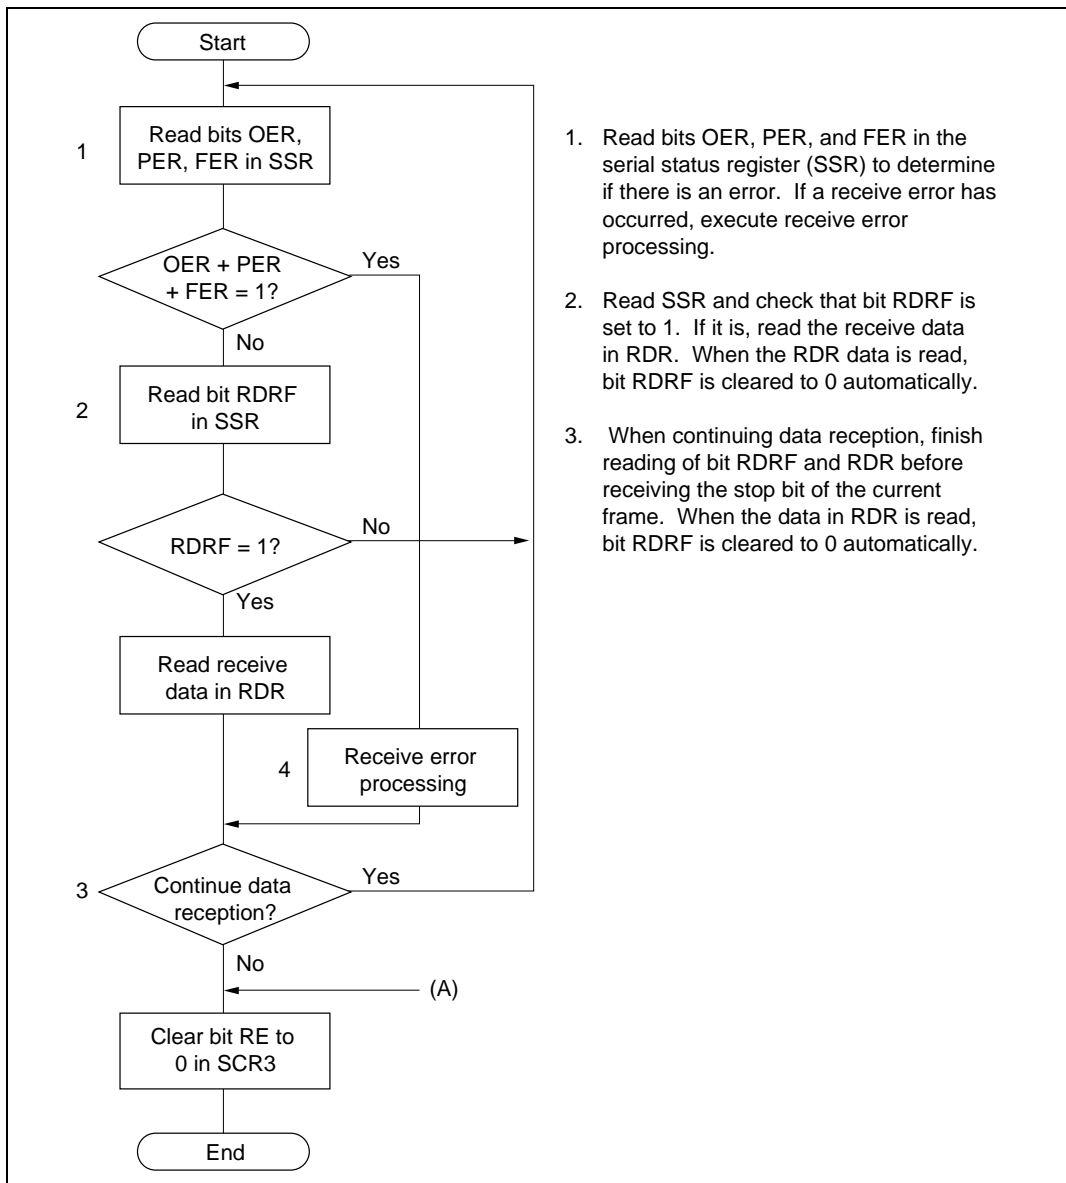 Start
1
Read bits OER,
PER, FER in SSR
OER + PER
+ FER = 1?
Yes
No
2
Read bit RDRF
in SSR
RDRF = 1?
No
Yes
Read receive
data in RDR
4
Receive error
processing
3
Continue data
reception?
Yes
No
(A)
Clear bit RE to
0 in SCR3
End
1. Read bits OER, PER, and FER in the
serial status register (SSR) to determine
if there is an error. If a receive error has
occurred, execute receive error
processing.
2. Read SSR and check that bit RDRF is
set to 1. If it is, read the receive data
in RDR. When the RDR data is read,
bit RDRF is cleared to 0 automatically.
3. When continuing data reception, finish
reading of bit RDRF and RDR before
receiving the stop bit of the current
frame. When the data in RDR is read,
bit RDRF is cleared to 0 automatically.